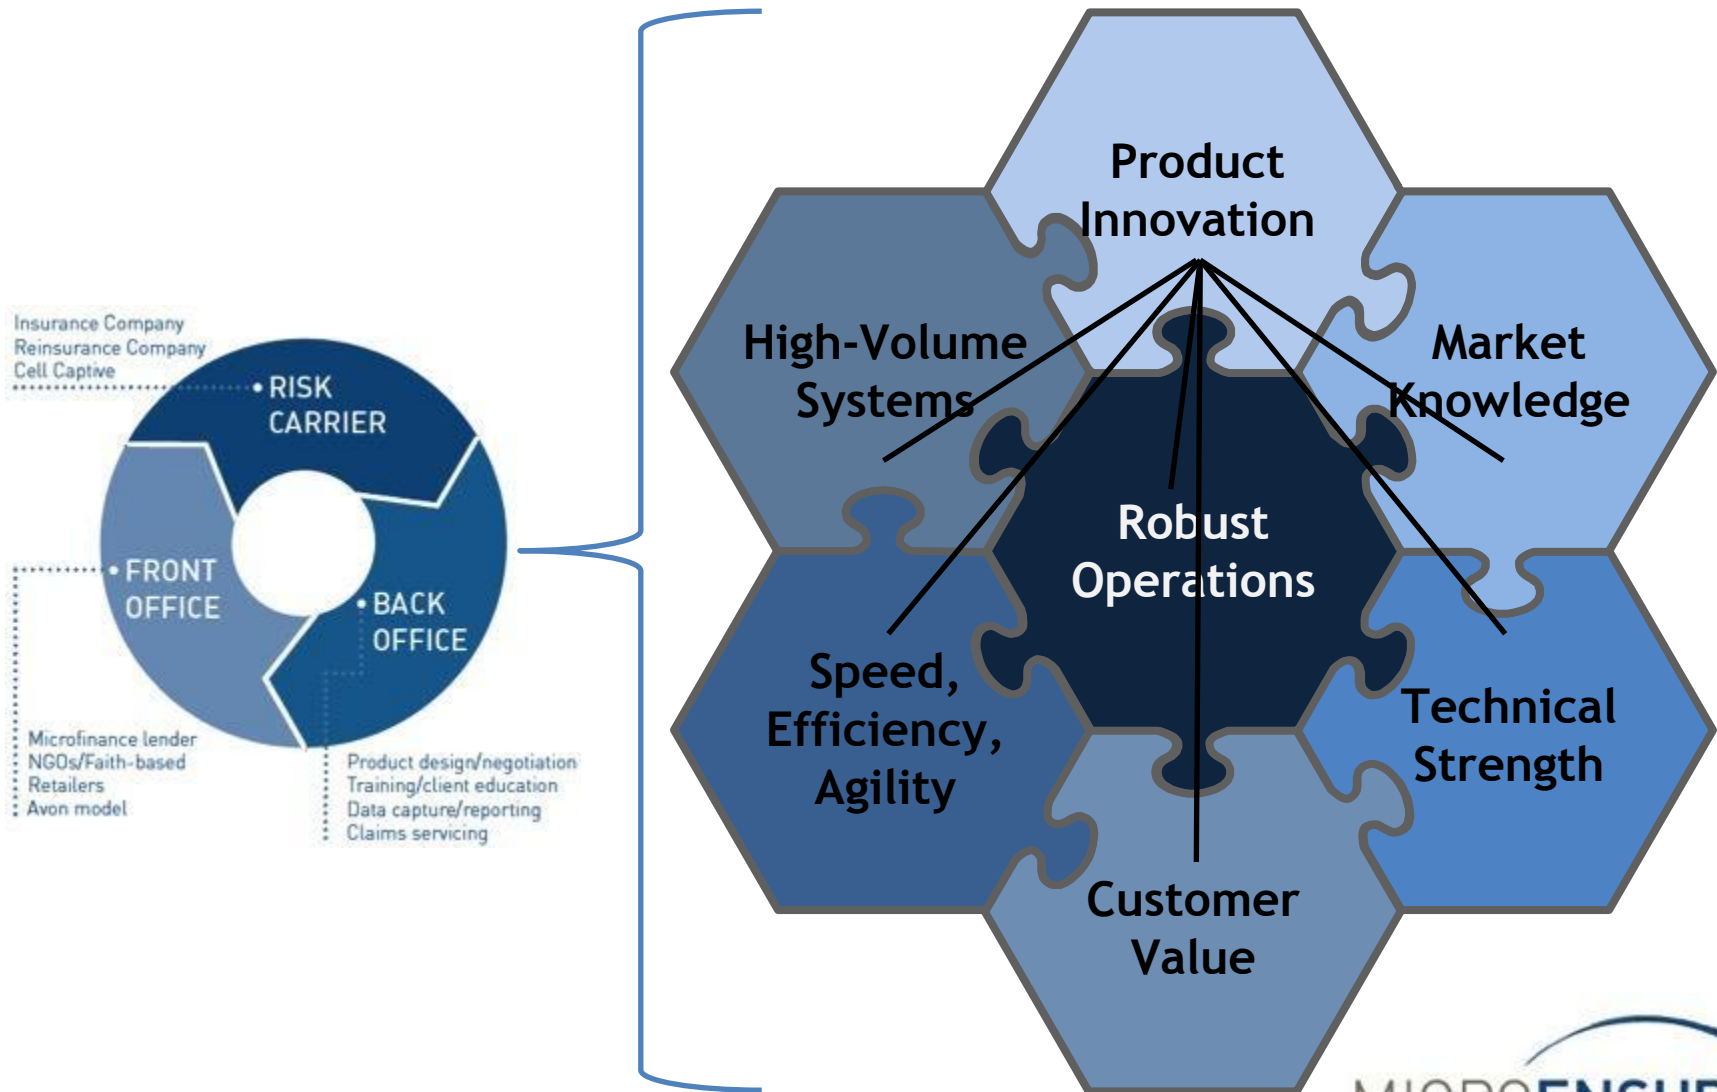 Insurance Company
Reinsurance Company
Cell Captive
• RISK
CARRIER
• FRONT
OFFICE
• BACK
OFFICE
Microfinance lender
NGOs/Faith-based
Retailers
Avon model
Product design/negotiation
Training/client education
Data capture/reporting
Claims servicing
Product
Innovation
High-Volume
Systems
Market
Knowledge
Robust
Operations
Speed,
Efficiency,
Agility
Technical
Strength
Customer
Value